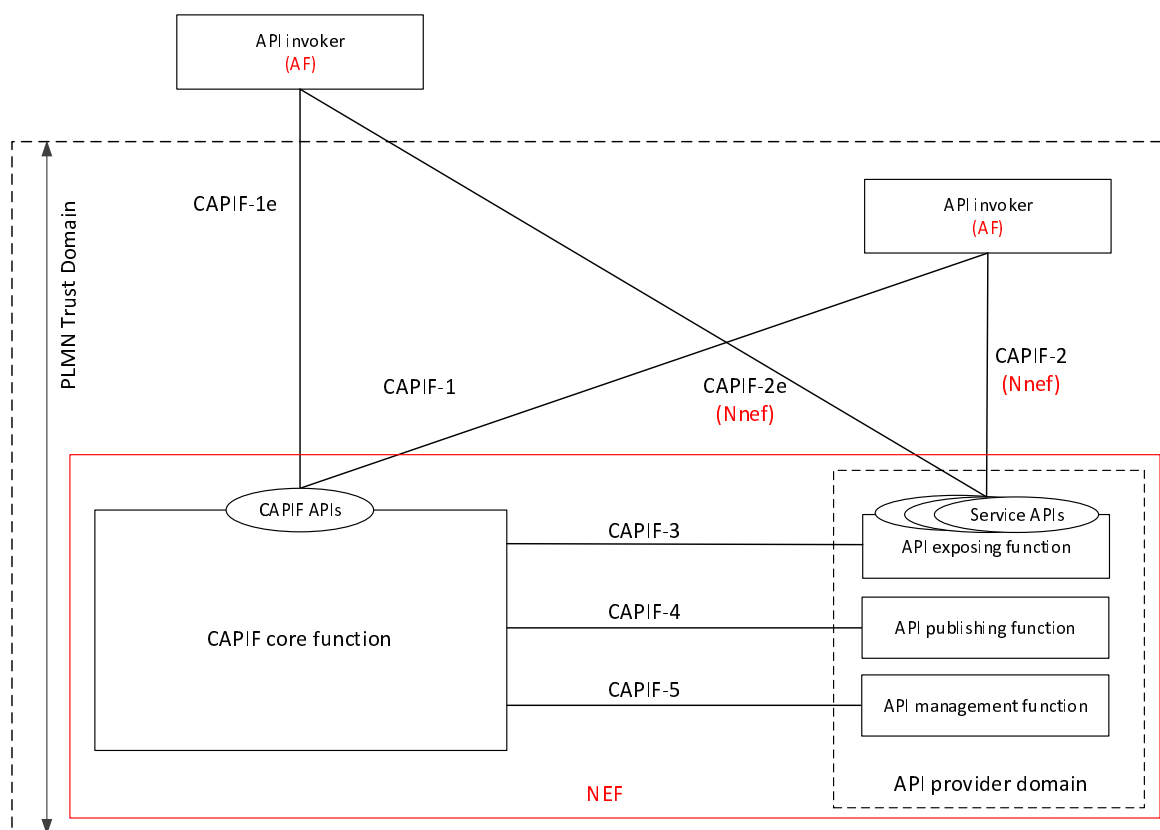 API invoker
(AF)
CAPIF-1e
API invoker
(AF)
PLMN Trust Domain
CAPIF-1
CAPIF-2e
(Nnef)
CAPIF-2
(Nnef)
CAPIF APIs
Service APIs
API exposing function
CAPIF-3
CAPIF core function
CAPIF-4
API publishing function
CAPIF-5
API management function
API provider domain
NEF